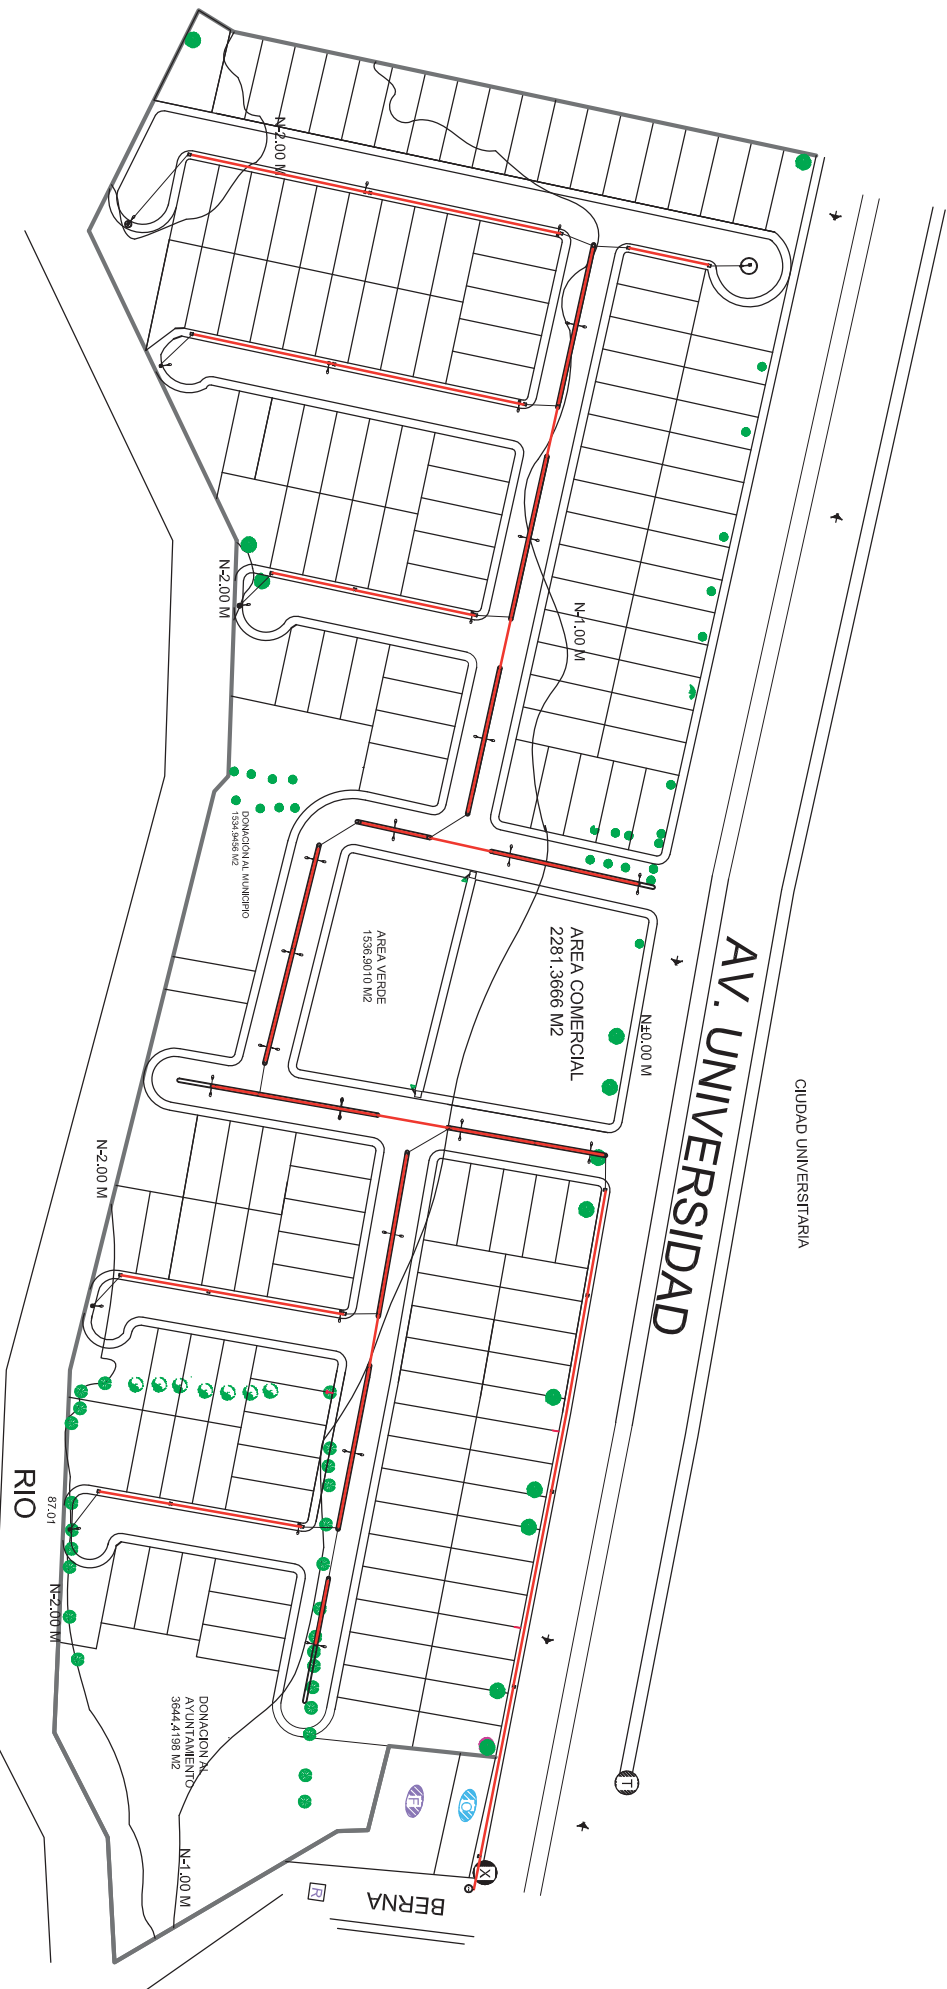 N-2.00 M
N-1.00 M
N-2.00 M
DONACIÓN AL MUNICIPIO
1534.9456 M2
AREA VERDE
1536.9010 M2
AREA COMERCIAL
2281.3666 M2
N±0.00 M
AV. UNIVERSIDAD
CIUDAD UNIVERSITARIA
N-2.00 M
RIO
87.01
N-2.00 M
DONACION AL
AYUNTAMIENTO
3644.4198 M2
N-1.00 M
T
C
F
X
R
BERNA